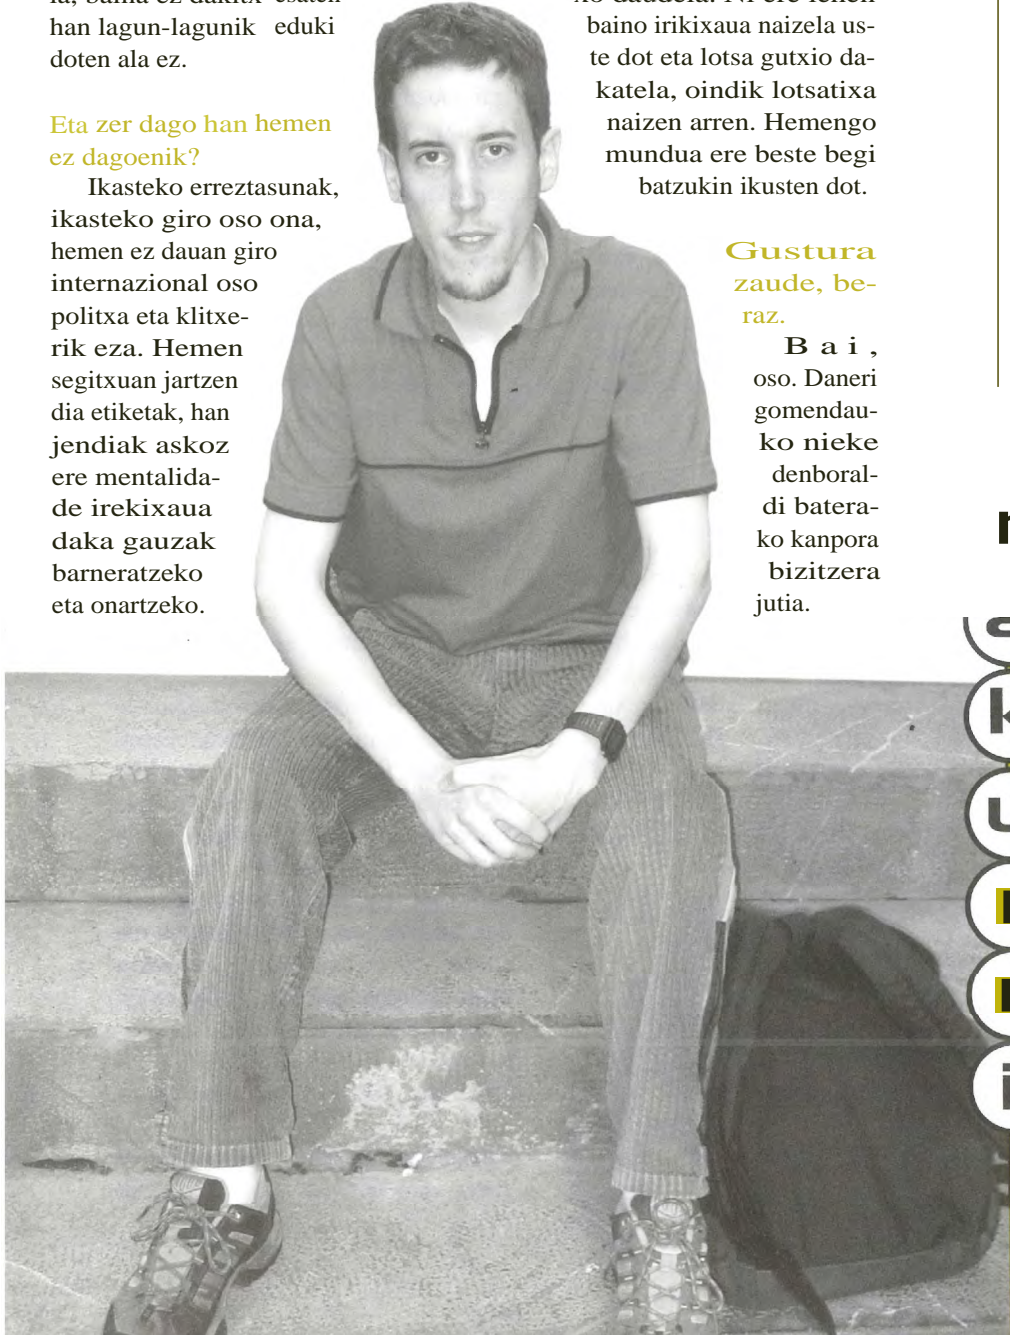 han lagun-lagunik eduki
doten ala ez.
Eta zer dago han hemen
ez dagoenik?
Ikasteko erreztasunak,
ikasteko giro oso ona,
hemen ez dauan giro
internazional oso
politxa eta klitxe-
rik eza. Hemen
segitxuan jartzen
dia etiketak, han
jendiak askoz
ere mentalida-
de irekixaua
daka gauzak
barneratzeko
eta onartzeko.
baino irikixaua naizela us-
te dot eta lotsa gutxio da-
katela, oindik lotsatixa
naizen arren. Hemengo
mundua ere beste begi
batzukin ikusten dot.
Gustura
zaude, be-
raz.
Bai,
oso. Daneri
gomendau-
ko nieke
denboral-
di batera-
ko kanpora
bizitzera
jutia.
k
u
i